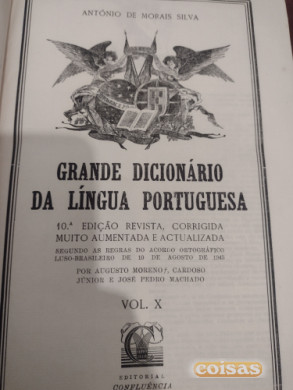 ANTÓNIO DE MORAIS SILVA
GRANDE DICIONÁRIO
DA LÍNGUA PORTUGUESA
10.ª EDIÇÃO REVISTA, CORRIGIDA
MUITO AUMENTADA E ACTUALIZADA
SEGUNDO AS REGRAS DO ACORDO ORTOGRÁFICO
LUSO-BRASILEIRO DE 10 DE AGOSTO DE 1945
POR AUGUSTO MORENO, CARDOSO
JÚNIOR E JOSÉ PEDRO MACHADO
VOL. X
EDITORIAL
CONFLUÊNCIA
coisas